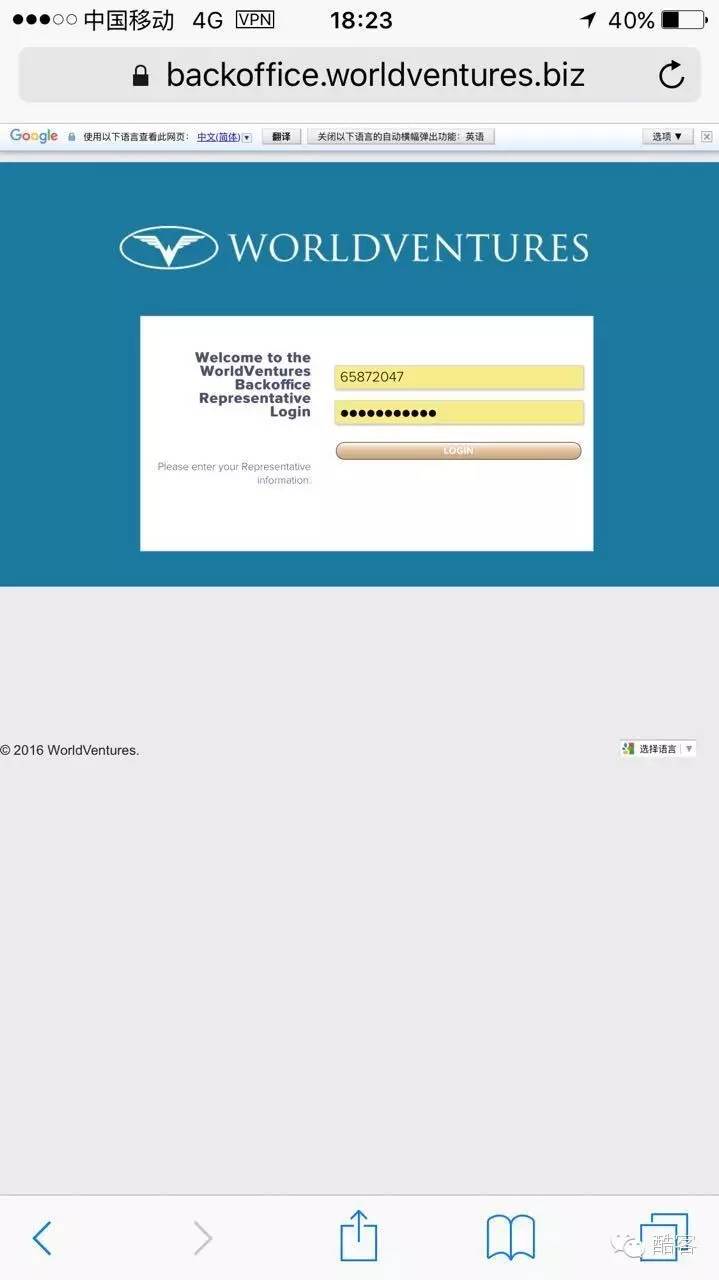 中国移动 4G VPN 18:23 40%
backoffice.worldventures.biz
Google 使用以下语言查看此网页: 中文(简体) 翻译 关闭以下语言的自动横幅弹出功能: 英语 选项▼
WORLDVENTURES
Welcome to the
WorldVentures
Backoffice
Representative
Login
65872047
●●●●●●●●●●●
LOGIN
Please enter your Representative
information.
© 2016 WorldVentures.
选择语言 ▼
酷客